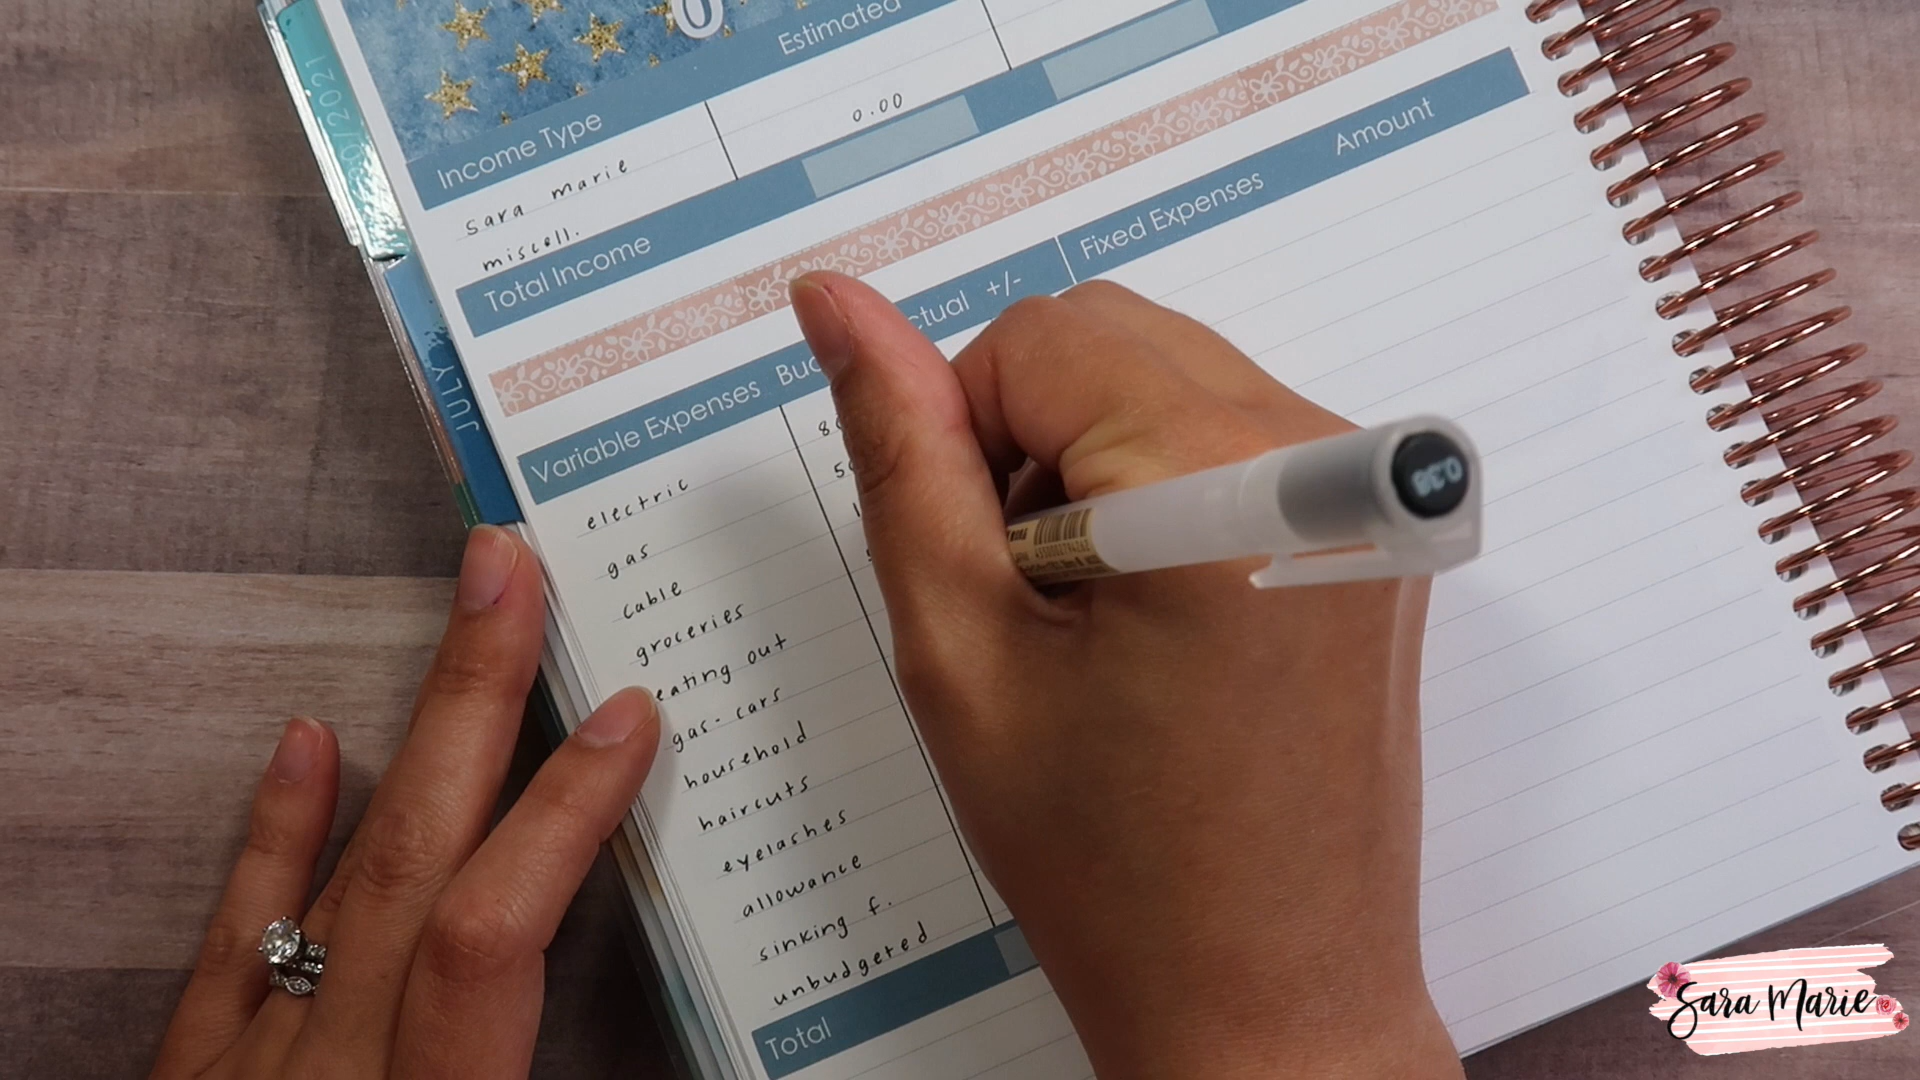 Estimated
Income Type
sara marie
0.00
miscell.
Total Income
Fixed Expenses Amount
Variable Expenses +/-
electric
gas
cable
groceries
eating out
gas- cars
household
haircuts
eyelashes
allowance
sinking f.
unbudgeted
Total
JULY
2021
0.38
Sara Marie